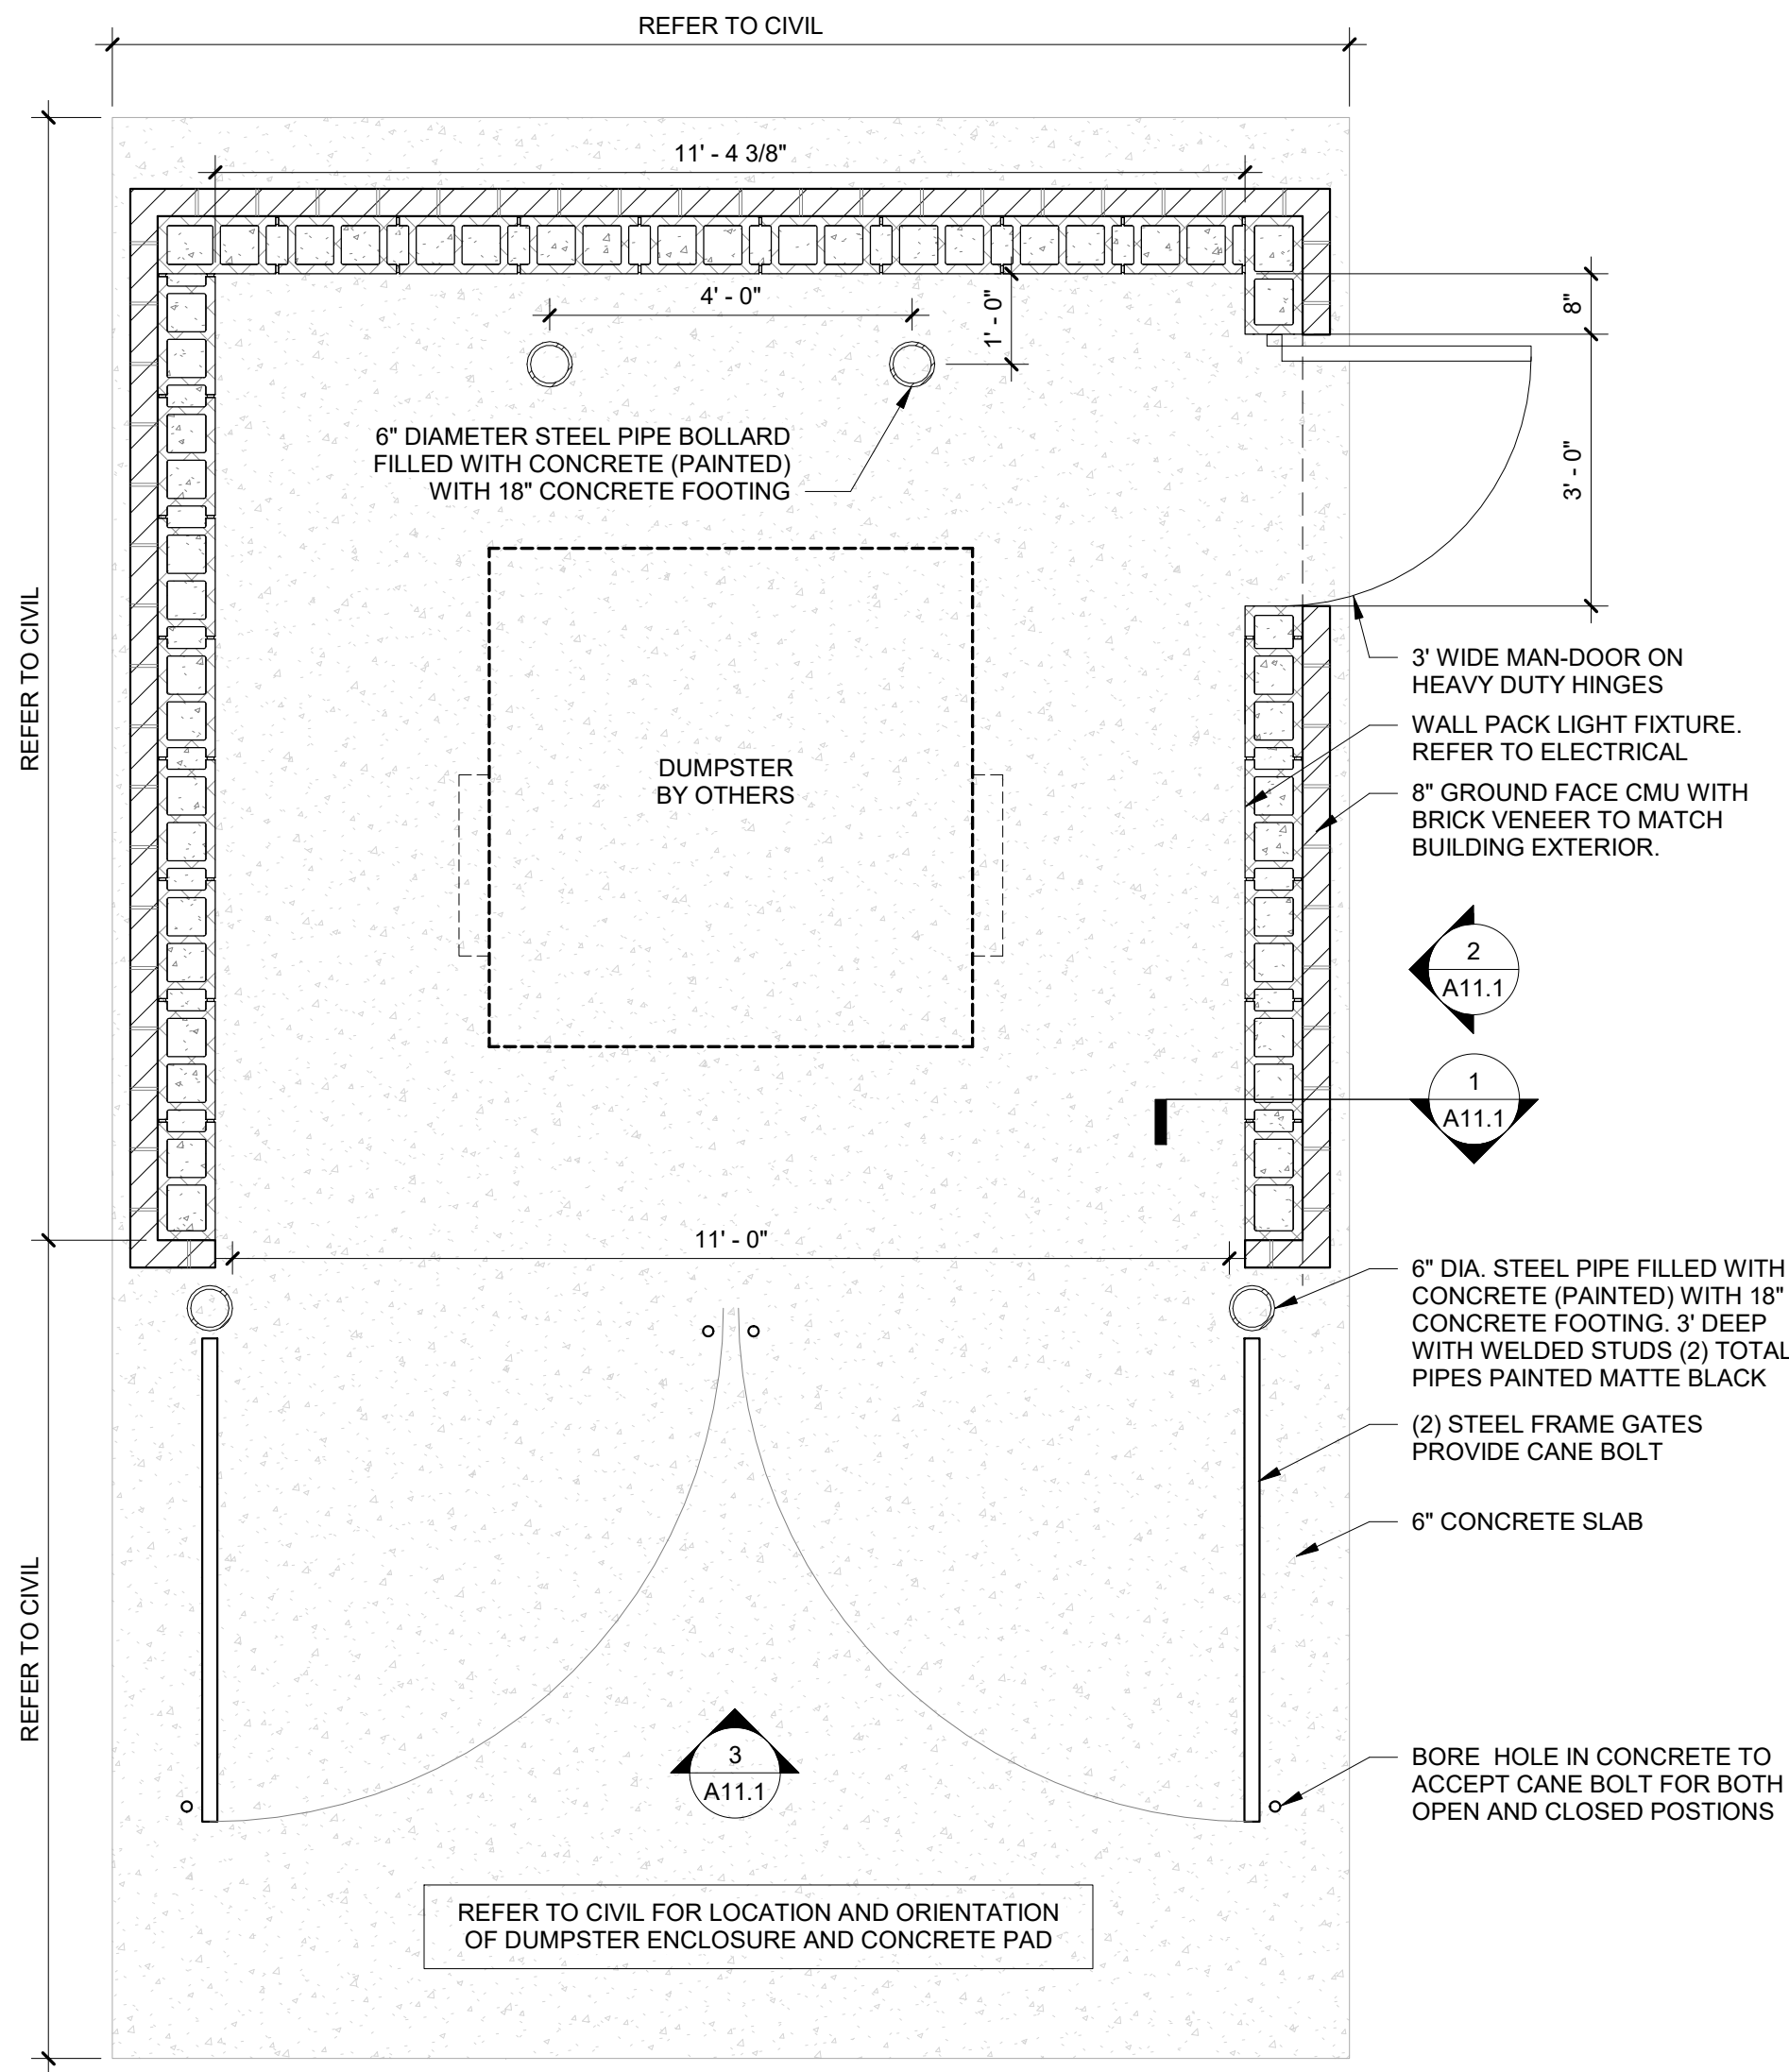 REFER TO CIVIL
11' - 4 3/8"
4' - 0"
1' - 0"
8"
6" DIAMETER STEEL PIPE BOLLARD
FILLED WITH CONCRETE (PAINTED)
WITH 18" CONCRETE FOOTING
3' - 0"
REFER TO CIVIL
3' WIDE MAN-DOOR ON
HEAVY DUTY HINGES
WALL PACK LIGHT FIXTURE.
REFER TO ELECTRICAL
DUMPSTER
BY OTHERS
8" GROUND FACE CMU WITH
BRICK VENEER TO MATCH
BUILDING EXTERIOR.
2
A11.1
1
A11.1
11' - 0"
6" DIA. STEEL PIPE FILLED WITH
CONCRETE (PAINTED) WITH 18"
CONCRETE FOOTING. 3' DEEP
WITH WELDED STUDS (2) TOTAL
PIPES PAINTED MATTE BLACK
(2) STEEL FRAME GATES
PROVIDE CANE BOLT
6" CONCRETE SLAB
REFER TO CIVIL
3
A11.1
BORE HOLE IN CONCRETE TO
ACCEPT CANE BOLT FOR BOTH
OPEN AND CLOSED POSTIONS
REFER TO CIVIL FOR LOCATION AND ORIENTATION
OF DUMPSTER ENCLOSURE AND CONCRETE PAD